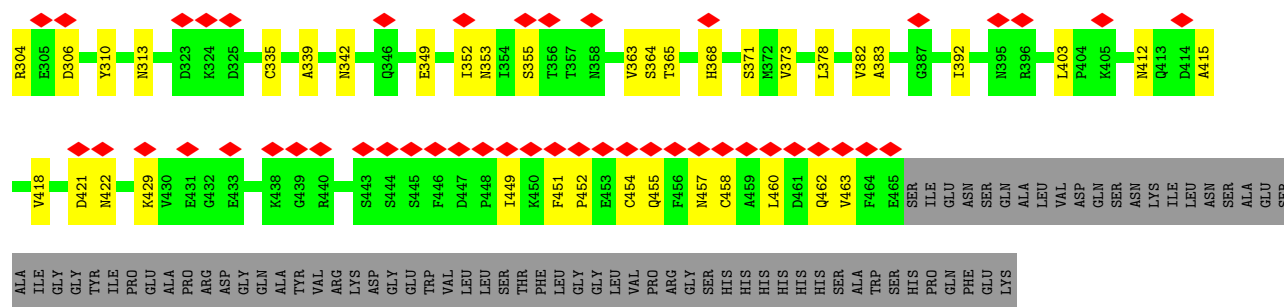 R304 E305 D306 Y310 N313 D323 K324 D325 C335 A339 N342 Q346 E349 I352 N353 I354 S355 T356 T357 N358 V363 S364 T365 H368 S371 M372 V373 L378 V382 A383 G387 I392 N395 R396 L403 P404 K405 N412 Q413 D414 A415
V418 D421 N422 K429 V430 E431 G432 E433 K438 G439 R440 S443 S444 S445 F446 D447 P448 I449 K450 F451 P452 E453 C454 Q455 F456 N457 C458 A459 L460 D461 Q462 V463 F464 E465 SER ILE GLU ASN SER GLN ALA LEU VAL ASP GLN SER ASN LYS ILE LEU ASN SER ALA GLU SER
ALA ILE GLY GLY TYR ILE PRO GLU ALA PRO ARG ASP GLY GLN ALA TYR VAL ARG LYS ASP GLY GLU TRP VAL LEU LEU SER THR PHE LEU GLY GLY LEU VAL PRO ARG GLY SER HIS HIS HIS HIS HIS HIS SER ALA TRP SER HIS PRO GLN PHE GLU LYS